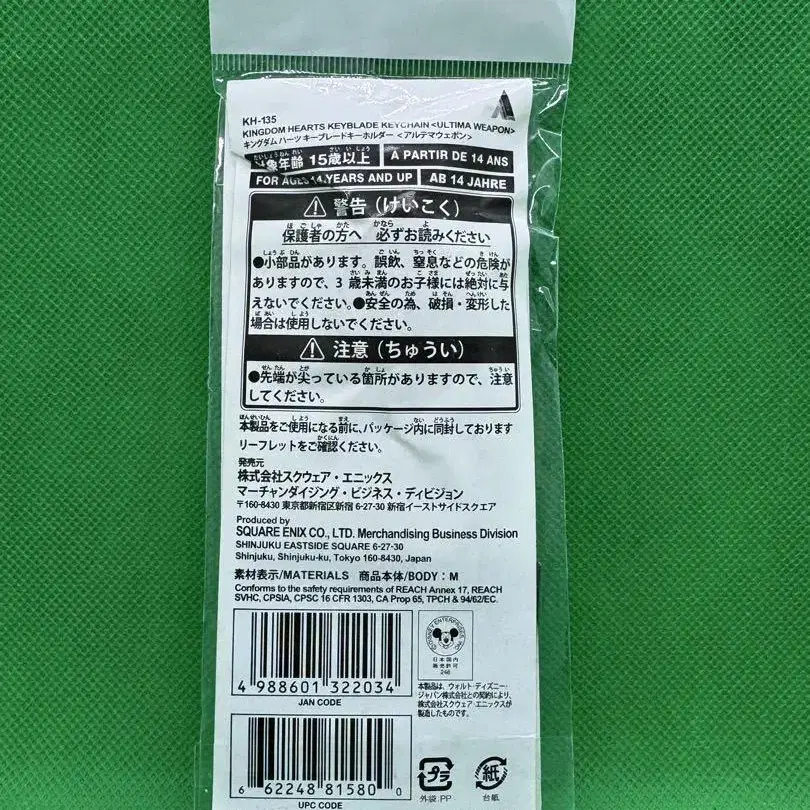 KH-135
KINGDOM HEARTS KEYBLADE KEYCHAIN <ULTIMA WEAPON>
キングダム ハーツ キーブレードキーホルダー <アルテマウェポン>
対象年齢 15歳以上 A PARTIR DE 14 ANS
FOR AGES 14 YEARS AND UP AB 14 JAHRE
警告(けいこく)
保護者の方へ 必ずお読みください
●小部品があります。誤飲、窒息などの危険が
ありますので、3 歳未満のお子様には絶対に与
えないでください。●安全の為、破損・変形した
場合は使用しないでください。
注意(ちゅうい)
●先端が尖っている箇所がありますので、注意
してください。
本製品をご使用になる前に、パッケージ内に同封しております
リーフレットをご確認ください。
発売元
株式会社スクウェア・エニックス
マーチャンダイジング・ビジネス・ディビジョン
〒160-8430 東京都新宿区新宿 6-27-30 新宿イーストサイドスクエア
Produced by
SQUARE ENIX CO., LTD. Merchandising Business Division
SHINJUKU EASTSIDE SQUARE 6-27-30
Shinjuku, Shinjuku-ku, Tokyo 160-8430, Japan
素材表示/MATERIALS 商品本体/BODY : M
Conforms to the safety requirements of REACH Annex 17, REACH
SVHC, CPSIA, CPSC 16 CFR 1303, CA Prop 65, TPCH & 94/62/EC.
4 988601 322034
JAN CODE
日本国内
販売許可
246
本製品は、ウォルト・ディズニー・
ジャパン株式会社との契約により、
株式会社スクウェア・エニックスが
製造したものです。
6 62248 81580 0
UPC CODE
プラ
外袋:PP
紙
台紙